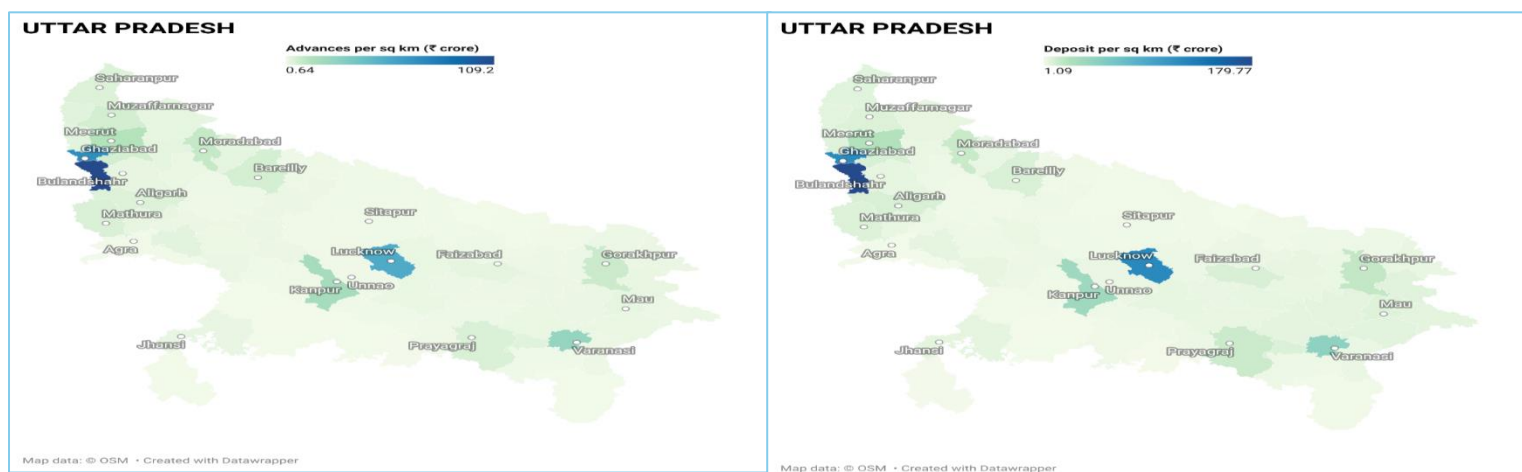 UTTAR PRADESH
Advances per sq km (₹ crore)
0.64 109.2
Saharanpur
Muzaffarnagar
Meerut
Moradabad
Ghaziabad
Bareilly
Bulandshahr
Aligarh
Mathura
Sitapur
Agra
Lucknow
Faizabad
Gorakhpur
Kanpur
Unnao
Mau
Jhansi
Prayagraj
Varanasi
Map data: © OSM • Created with Datawrapper
UTTAR PRADESH
Deposit per sq km (₹ crore)
1.09 179.77
Saharanpur
Muzaffarnagar
Meerut
Moradabad
Ghaziabad
Bareilly
Bulandshahr
Aligarh
Mathura
Sitapur
Agra
Lucknow
Faizabad
Gorakhpur
Kanpur
Unnao
Mau
Jhansi
Prayagraj
Varanasi
Map data: © OSM • Created with Datawrapper